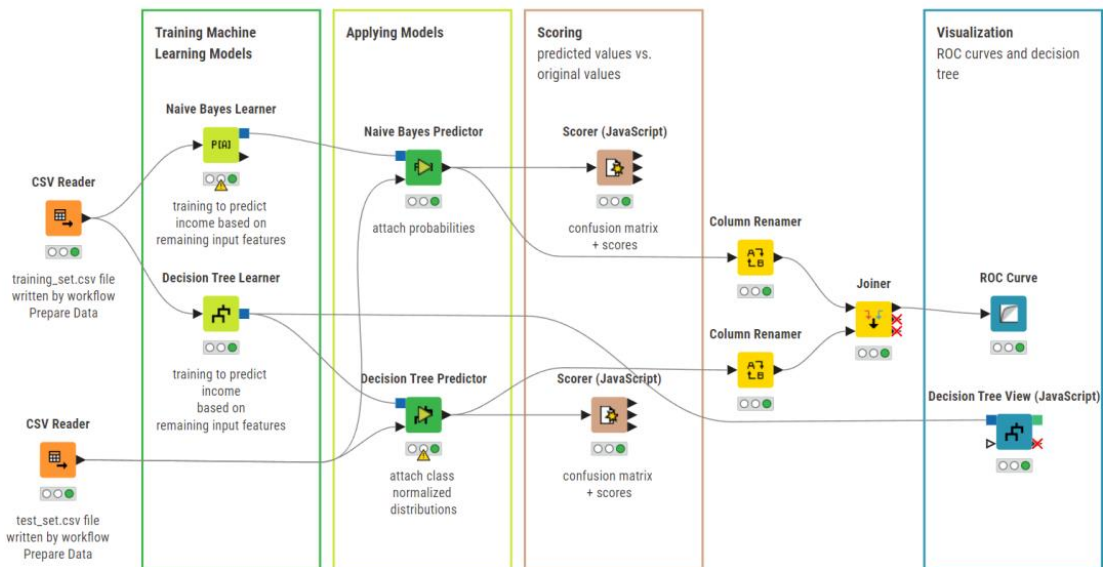 Training Machine
Learning Models
Applying Models
Scoring
predicted values vs.
original values
Visualization
ROC curves and decision
tree
Naive Bayes Learner
P[A]
training to predict
income based on
remaining input features
Naive Bayes Predictor
attach probabilities
Scorer (JavaScript)
confusion matrix
+ scores
CSV Reader
training_set.csv file
written by workflow
Prepare Data
Decision Tree Learner
training to predict
income
based on
remaining input features
Column Renamer
A
B
Joiner
ROC Curve
Column Renamer
A
B
Decision Tree Predictor
attach class
normalized
distributions
Scorer (JavaScript)
confusion matrix
+ scores
Decision Tree View (JavaScript)
CSV Reader
test_set.csv file
written by workflow
Prepare Data